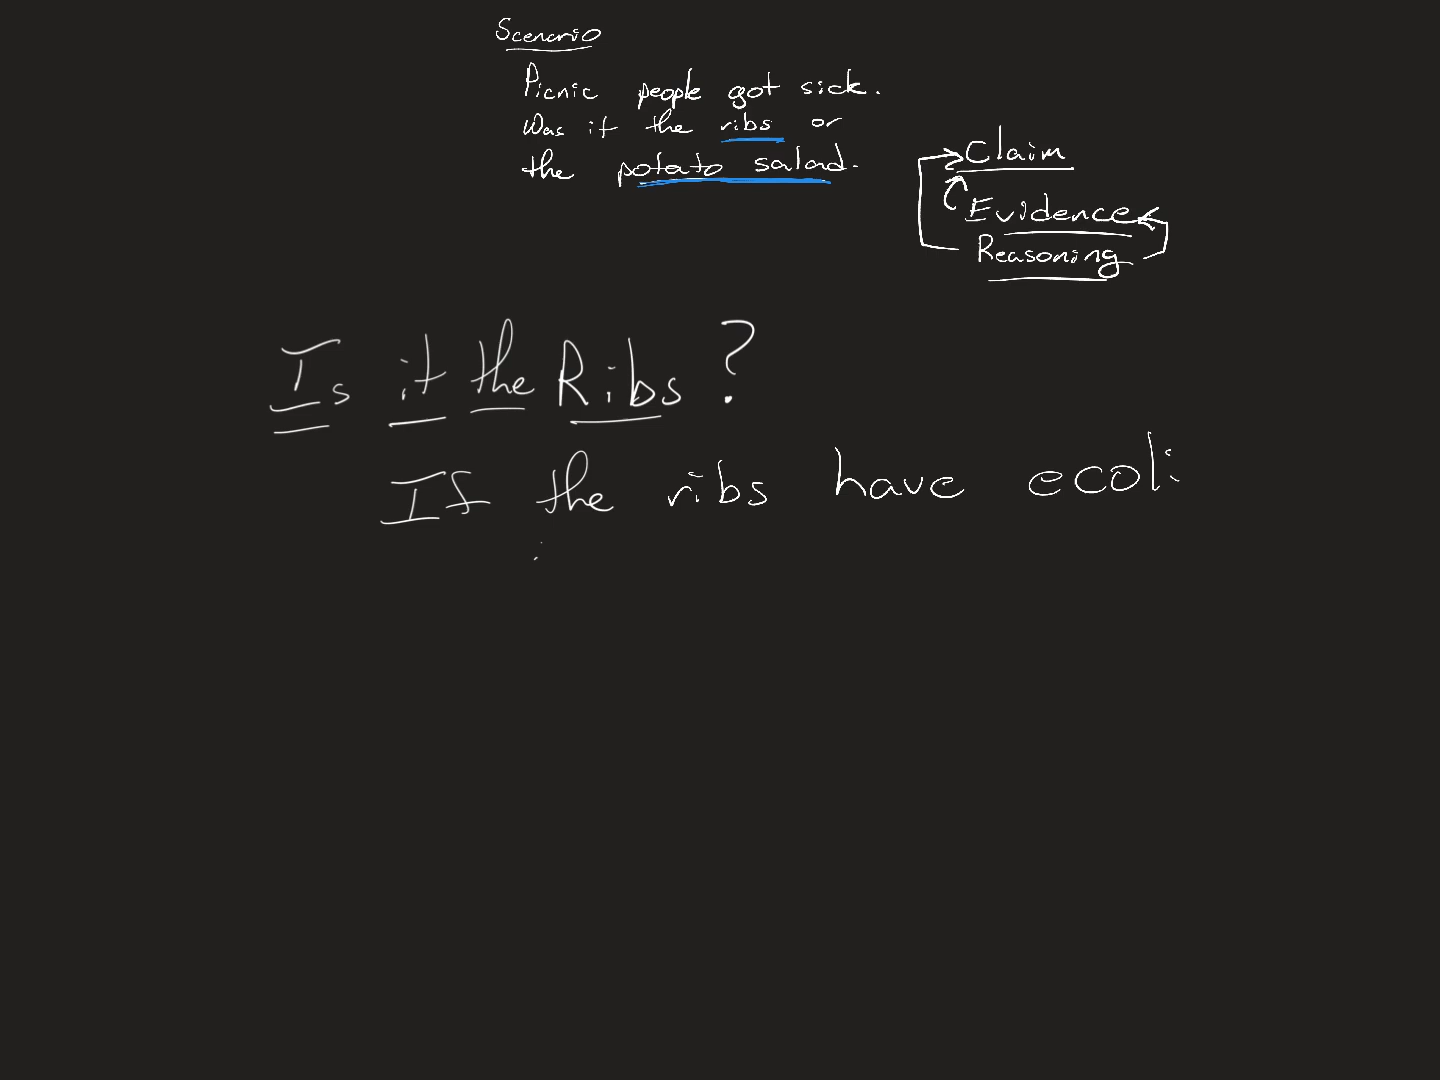 Scenario
Picnic people got sick.
Was it the ribs or
the potato salad.
Claim
Evidence
Reasoning
Is it the Ribs?
If the ribs have ecoli